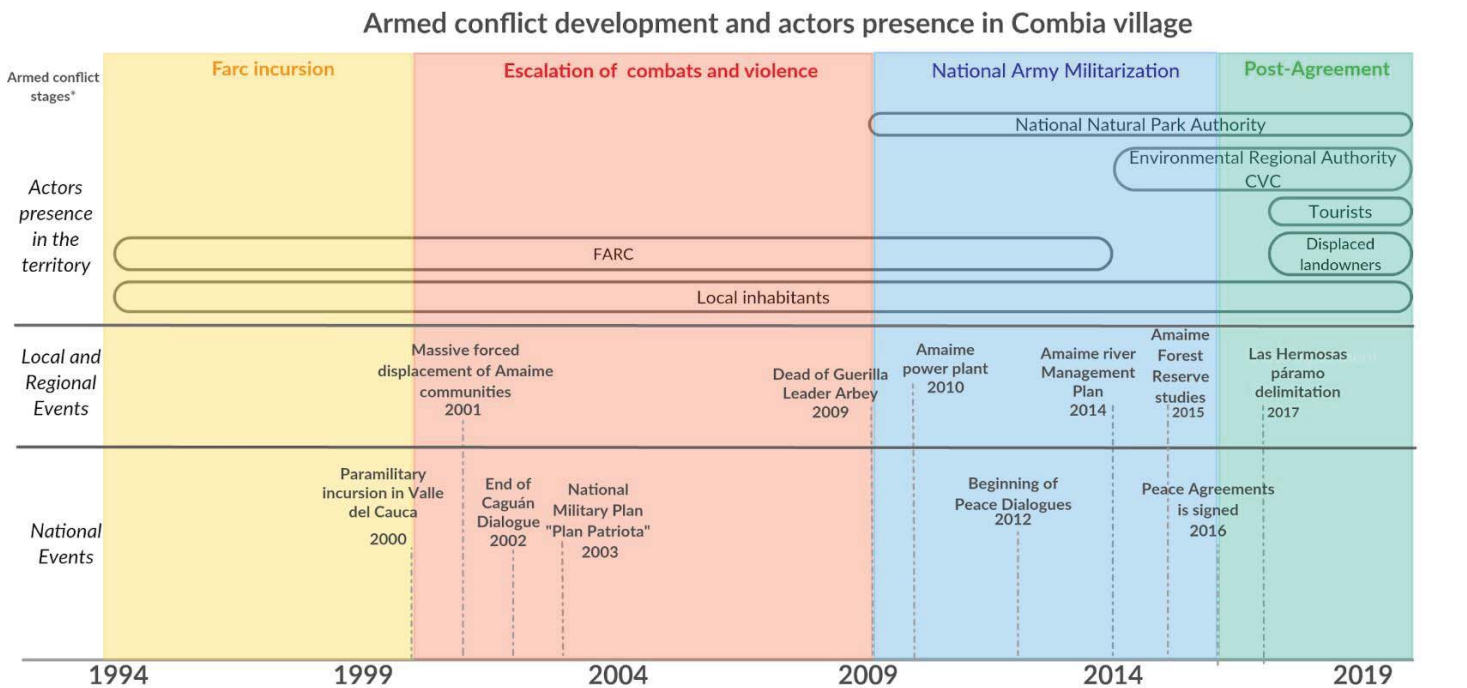 Armed conflict development and actors presence in Combia village
Armed conflict
stages*
Farc incursion
Escalation of combats and violence
National Army Militarization
Post-Agreement
Actors
presence
in the
territory
National Natural Park Authority
Environmental Regional Authority
CVC
Tourists
Displaced
landowners
FARC
Local inhabitants
Local and
Regional
Events
Massive forced
displacement of Amaime
communities
2001
Dead of Guerilla
Leader Arbey
2009
Amaime
power plant
2010
Amaime river
Management
Plan
2014
Amaime
Forest
Reserve
studies
2015
Las Hermosas
páramo
delimitation
2017
National
Events
Paramilitary
incursion in Valle
del Cauca
2000
End of
Caguán
Dialogue
2002
National
Military Plan
"Plan Patriota"
2003
Beginning of
Peace Dialogues
2012
Peace Agreements
is signed
2016
1994
1999
2004
2009
2014
2019